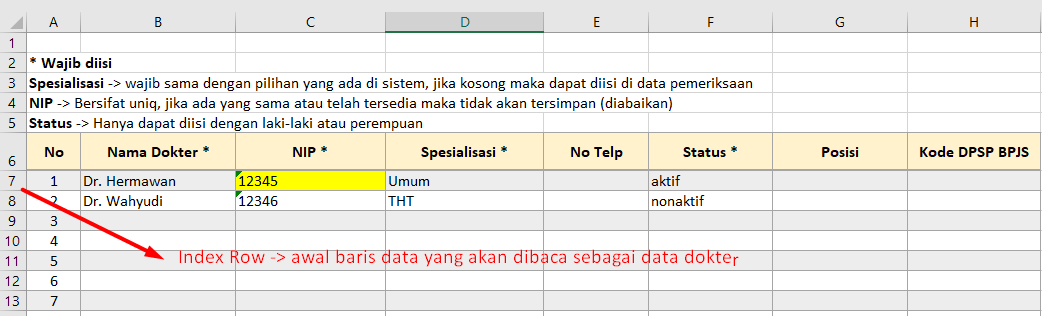 A B C D E F G H
1
2 * Wajib diisi
3 Spesialisasi -> wajib sama dengan pilihan yang ada di sistem, jika kosong maka dapat diisi di data pemeriksaan
4 NIP -> Bersifat uniq, jika ada yang sama atau telah tersedia maka tidak akan tersimpan (diabaikan)
5 Status -> Hanya dapat diisi dengan laki-laki atau perempuan
6 No Nama Dokter * NIP * Spesialisasi * No Telp Status * Posisi Kode DPSP BPJS
7 1 Dr. Hermawan 12345 Umum aktif
8 2 Dr. Wahyudi 12346 THT nonaktif
9 3
10 4
11 5 Index Row -> awal baris data yang akan dibaca sebagai data dokter
12 6
13 7